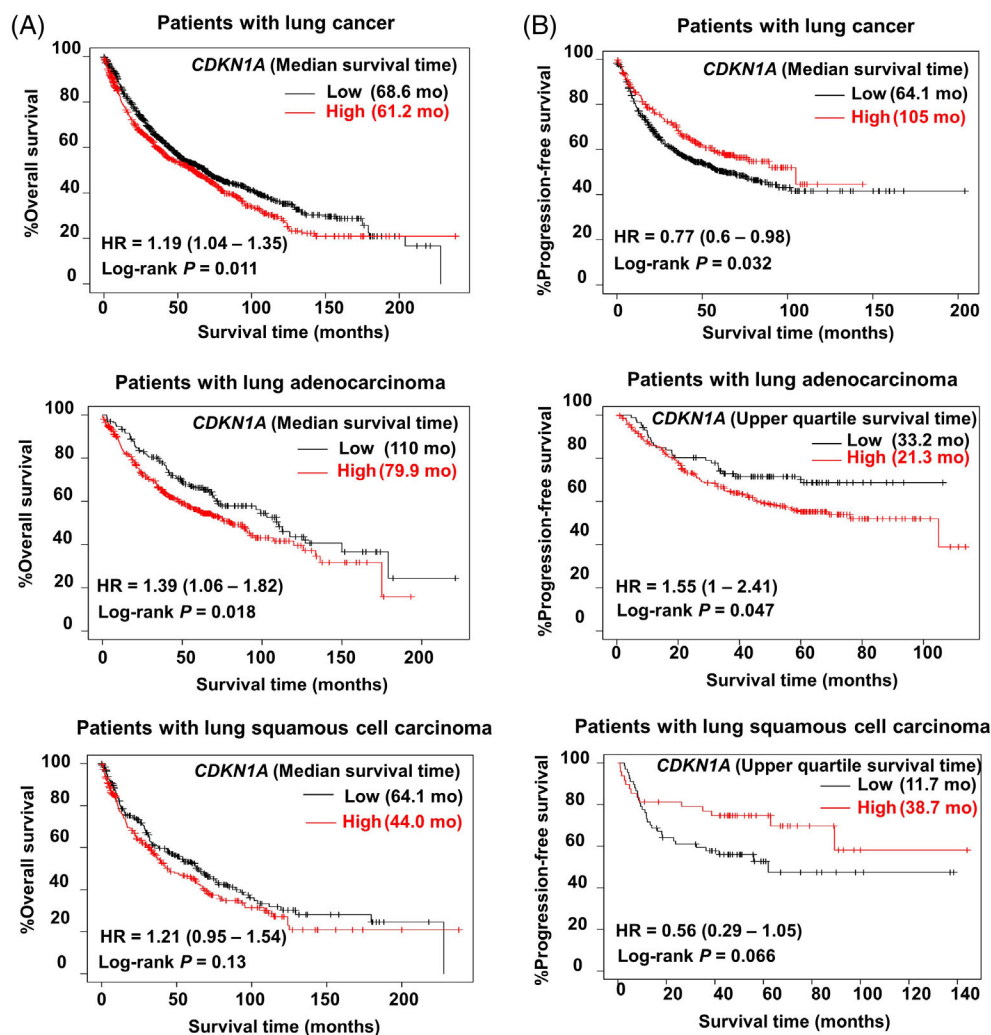 (A)
Patients with lung cancer
CDKN1A (Median survival time)
Low (68.6 mo)
High (61.2 mo)
HR = 1.19 (1.04 – 1.35)
Log-rank P = 0.011
%Overall survival
100
80
60
40
20
0
0 50 100 150 200
Survival time (months)
(B)
Patients with lung cancer
CDKN1A (Median survival time)
Low (64.1 mo)
High (105 mo)
HR = 0.77 (0.6 – 0.98)
Log-rank P = 0.032
%Progression-free survival
100
80
60
40
20
0
0 50 100 150 200
Survival time (months)
Patients with lung adenocarcinoma
CDKN1A (Median survival time)
Low (110 mo)
High (79.9 mo)
HR = 1.39 (1.06 – 1.82)
Log-rank P = 0.018
%Overall survival
100
80
60
40
20
0
0 50 100 150 200
Survival time (months)
Patients with lung adenocarcinoma
CDKN1A (Upper quartile survival time)
Low (33.2 mo)
High (21.3 mo)
HR = 1.55 (1 – 2.41)
Log-rank P = 0.047
%Progression-free survival
100
80
60
40
20
0
0 20 40 60 80 100
Survival time (months)
Patients with lung squamous cell carcinoma
CDKN1A (Median survival time)
Low (64.1 mo)
High (44.0 mo)
HR = 1.21 (0.95 – 1.54)
Log-rank P = 0.13
%Overall survival
100
80
60
40
20
0
0 50 100 150 200
Survival time (months)
Patients with lung squamous cell carcinoma
CDKN1A (Upper quartile survival time)
Low (11.7 mo)
High (38.7 mo)
HR = 0.56 (0.29 – 1.05)
Log-rank P = 0.066
%Progression-free survival
100
80
60
40
20
0
0 20 40 60 80 100 120 140
Survival time (months)